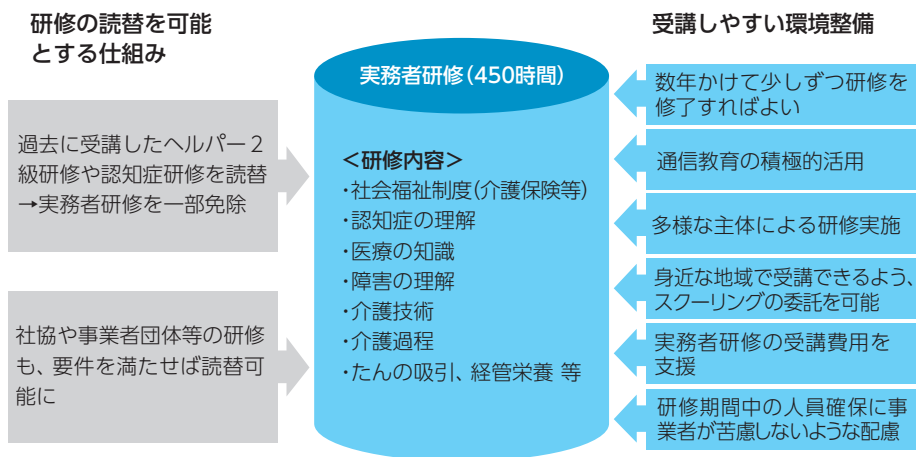 研修の読替を可能
とする仕組み
過去に受講したヘルパー2
級研修や認知症研修を読替
→実務者研修を一部免除
社協や事業者団体等の研修
も、要件を満たせば読替可
能に
実務者研修(450時間)
<研修内容>
・社会福祉制度(介護保険等)
・認知症の理解
・医療の知識
・障害の理解
・介護技術
・介護過程
・たんの吸引、経管栄養 等
受講しやすい環境整備
数年かけて少しずつ研修を
修了すればよい
通信教育の積極的活用
多様な主体による研修実施
身近な地域で受講できるよう、
スクーリングの委託を可能
実務者研修の受講費用を
支援
研修期間中の人員確保に事
業者が苦慮しないような配慮